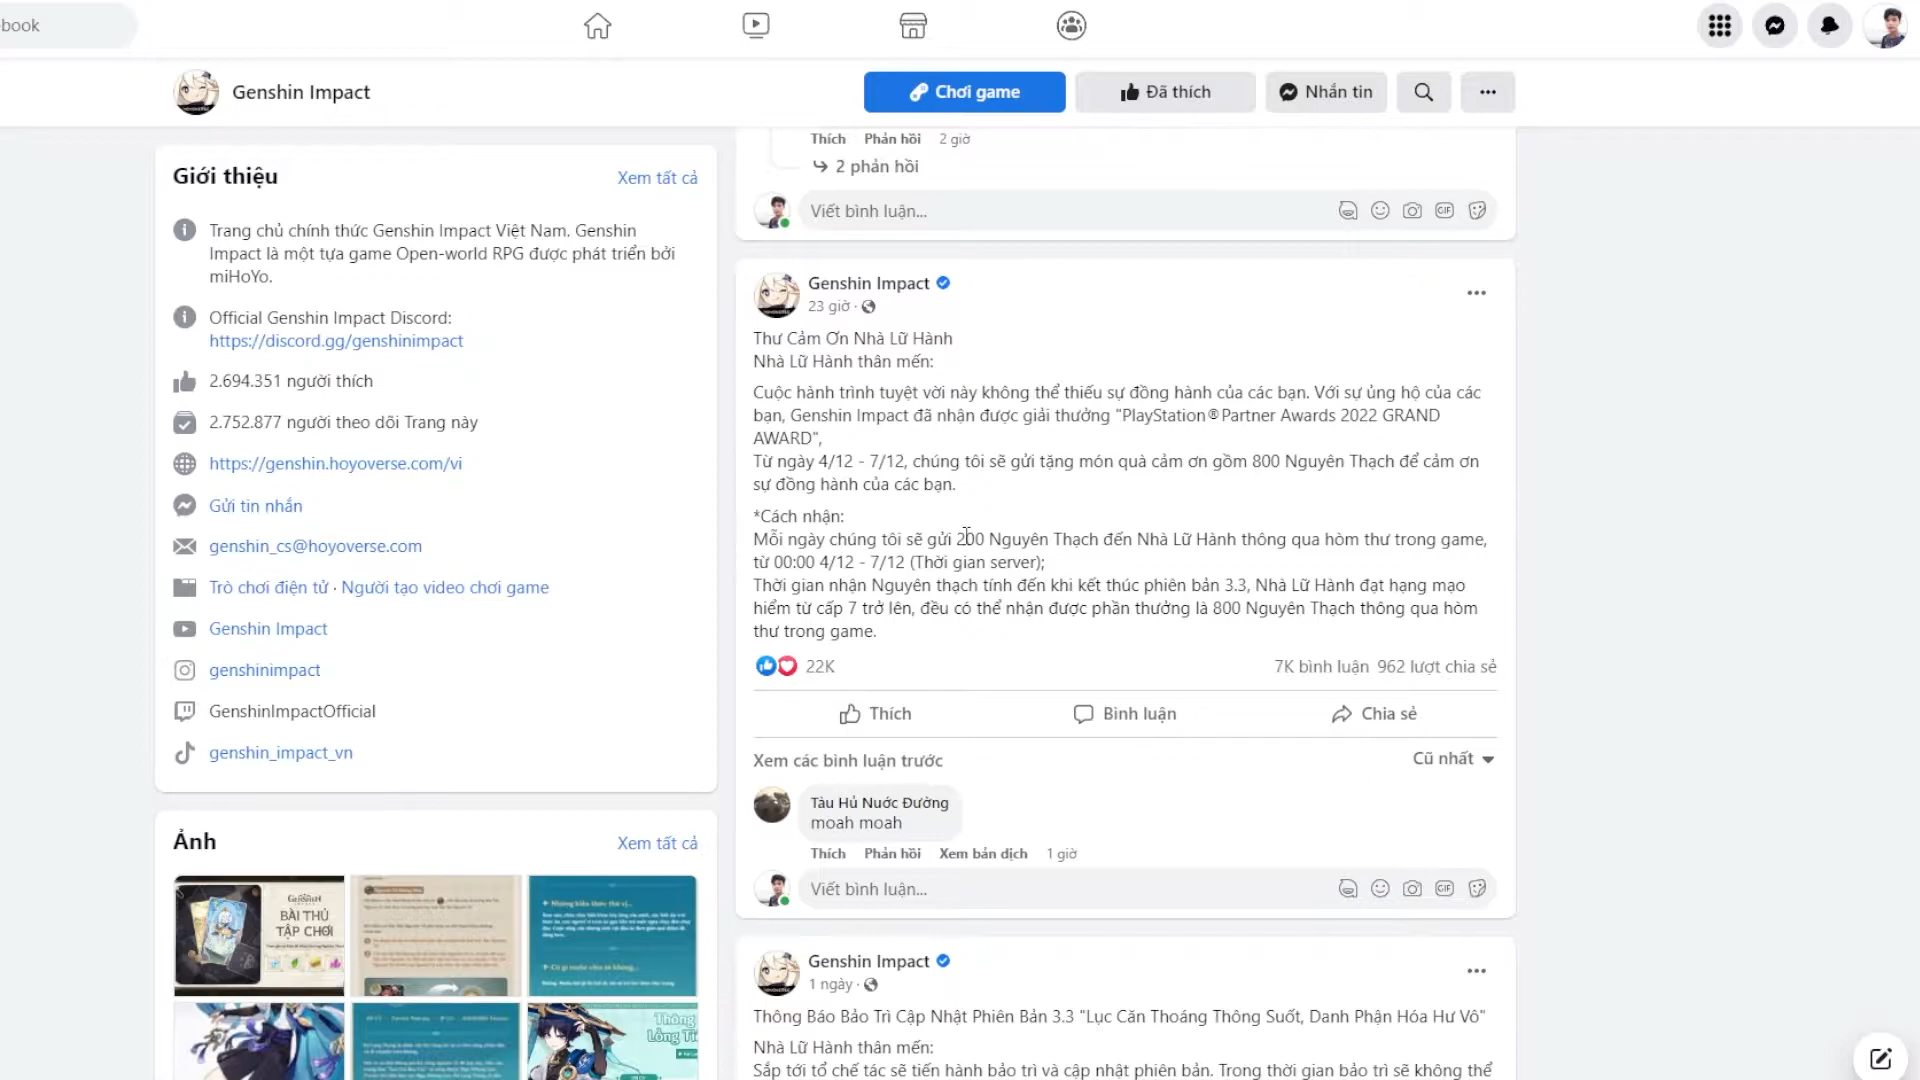 book
Genshin Impact
Chơi game
Đã thích
Nhắn tin
Giới thiệu
Xem tất cả
Trang chủ chính thức Genshin Impact Việt Nam. Genshin
Impact là một tựa game Open-world RPG được phát triển bởi
miHoYo.
Official Genshin Impact Discord:
https://discord.gg/genshinimpact
2.694.351 người thích
2.752.877 người theo dõi Trang này
https://genshin.hoyoverse.com/vi
Gửi tin nhắn
genshin_cs@hoyoverse.com
Trò chơi điện tử · Người tạo video chơi game
Genshin Impact
genshinimpact
GenshinImpactOfficial
genshin_impact_vn
Ảnh
Xem tất cả
GENSHIN
BÀI THÚ
TẬP CHƠI
Thông
Lồng Ti
Thích Phản hồi 2 giờ
2 phản hồi
Viết bình luận...
GIF
Genshin Impact
23 giờ ·
Thư Cảm Ơn Nhà Lữ Hành
Nhà Lữ Hành thân mến:
Cuộc hành trình tuyệt vời này không thể thiếu sự đồng hành của các bạn. Với sự ủng hộ của các
bạn, Genshin Impact đã nhận được giải thưởng "PlayStation®Partner Awards 2022 GRAND
AWARD",
Từ ngày 4/12 - 7/12, chúng tôi sẽ gửi tặng món quà cảm ơn gồm 800 Nguyên Thạch để cảm ơn
sự đồng hành của các bạn.
*Cách nhận:
Mỗi ngày chúng tôi sẽ gửi 200 Nguyên Thạch đến Nhà Lữ Hành thông qua hòm thư trong game,
từ 00:00 4/12 - 7/12 (Thời gian server);
Thời gian nhận Nguyên thạch tính đến khi kết thúc phiên bản 3.3, Nhà Lữ Hành đạt hạng mạo
hiểm từ cấp 7 trở lên, đều có thể nhận được phần thưởng là 800 Nguyên Thạch thông qua hòm
thư trong game.
22K
7K bình luận 962 lượt chia sẻ
Thích
Bình luận
Chia sẻ
Xem các bình luận trước
Cũ nhất
Tàu Hủ Nước Đường
moah moah
Thích Phản hồi Xem bản dịch 1 giờ
Viết bình luận...
GIF
Genshin Impact
1 ngày ·
Thông Báo Bảo Trì Cập Nhật Phiên Bản 3.3 "Lục Căn Thoáng Thông Suốt, Danh Phận Hóa Hư Vô"
Nhà Lữ Hành thân mến:
Sắp tới tổ chế tác sẽ tiến hành bảo trì và cập nhật phiên bản. Trong thời gian bảo trì sẽ không thể